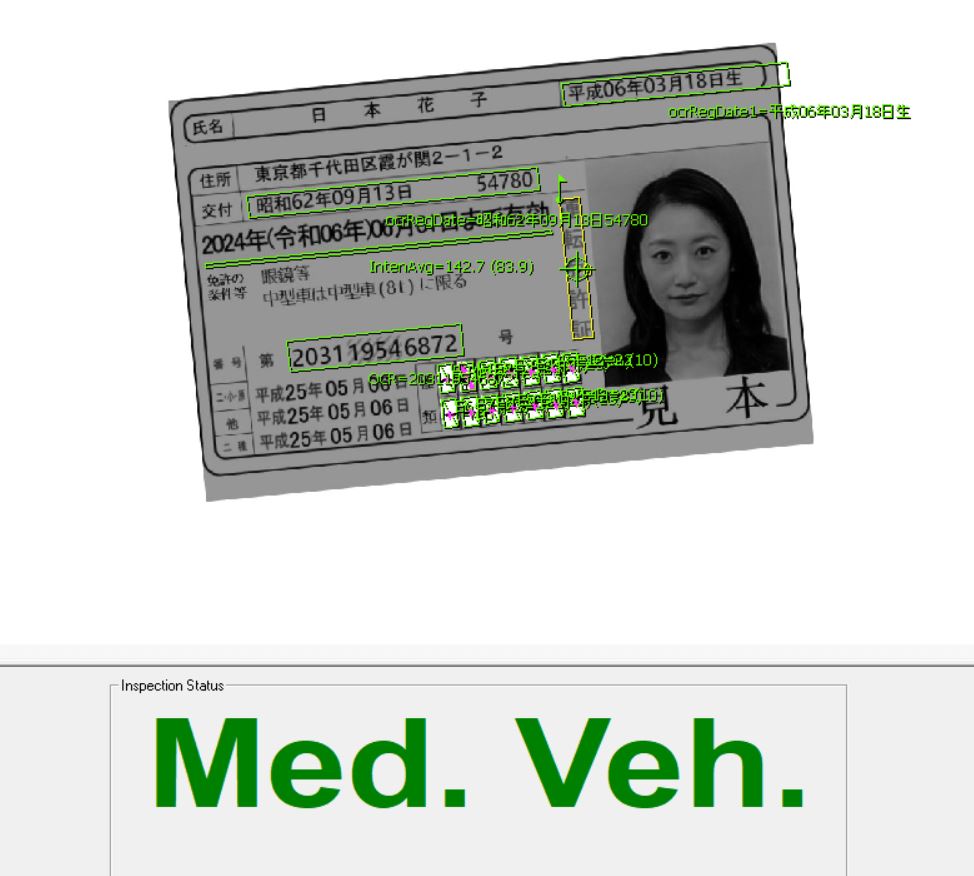 氏名 日本花子 平成06年03月18日生
ocrRegDate1=平成06年03月18日生
住所 東京都千代田区霞が関2-1-2
交付 昭和62年09月13日 54780
ocrRegDate=昭和62年09月13日54780
2024年(令和06年)06月01日まで有効
IntenAvg=142.7 (83.9)
免許の条件等 眼鏡等
中型車は中型車(8t)に限る
運転免許証
番号 第 203119546872 号
二・小・原 平成25年05月06日
他 平成25年05月06日
二種 平成25年05月06日
種類
見本
Inspection Status
Med. Veh.